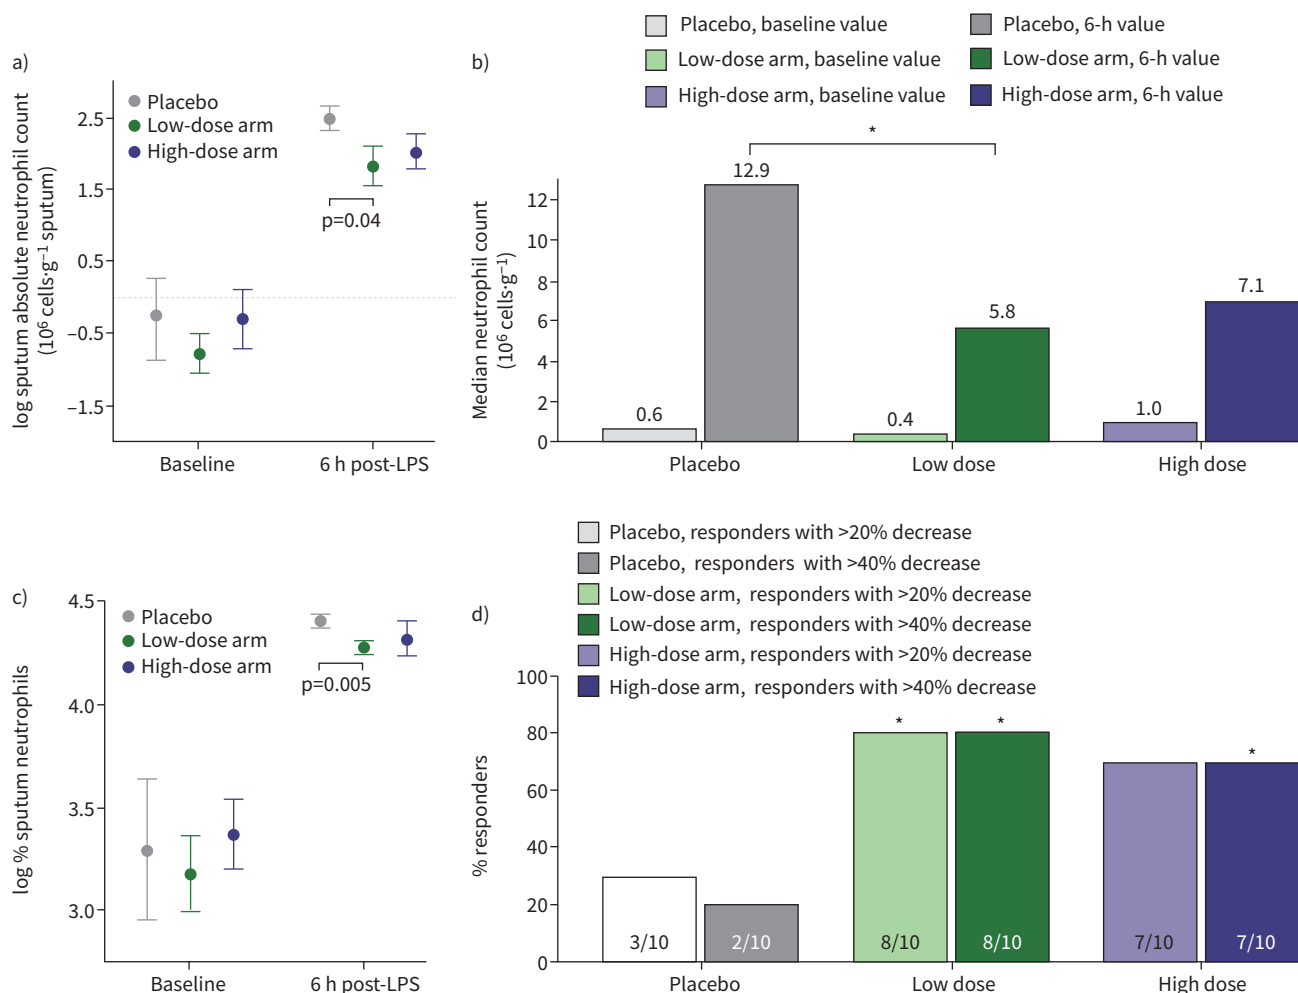 a)
Placebo
Low-dose arm
High-dose arm
log sputum absolute neutrophil count
(10⁶ cells·g⁻¹ sputum)
2.5
1.5
0.5
−0.5
−1.5
p=0.04
Baseline
6 h post-LPS
b)
Placebo, baseline value
Placebo, 6-h value
Low-dose arm, baseline value
Low-dose arm, 6-h value
High-dose arm, baseline value
High-dose arm, 6-h value
*
Median neutrophil count
(10⁶ cells·g⁻¹)
12
10
8
6
4
2
0
0.6
12.9
0.4
5.8
1.0
7.1
Placebo
Low dose
High dose
c)
Placebo
Low-dose arm
High-dose arm
log % sputum neutrophils
4.5
4.0
3.5
3.0
p=0.005
Baseline
6 h post-LPS
d)
Placebo, responders with >20% decrease
Placebo, responders with >40% decrease
Low-dose arm, responders with >20% decrease
Low-dose arm, responders with >40% decrease
High-dose arm, responders with >20% decrease
High-dose arm, responders with >40% decrease
% responders
100
80
60
40
20
0
* * *
3/10 2/10 8/10 8/10 7/10 7/10
Placebo
Low dose
High dose